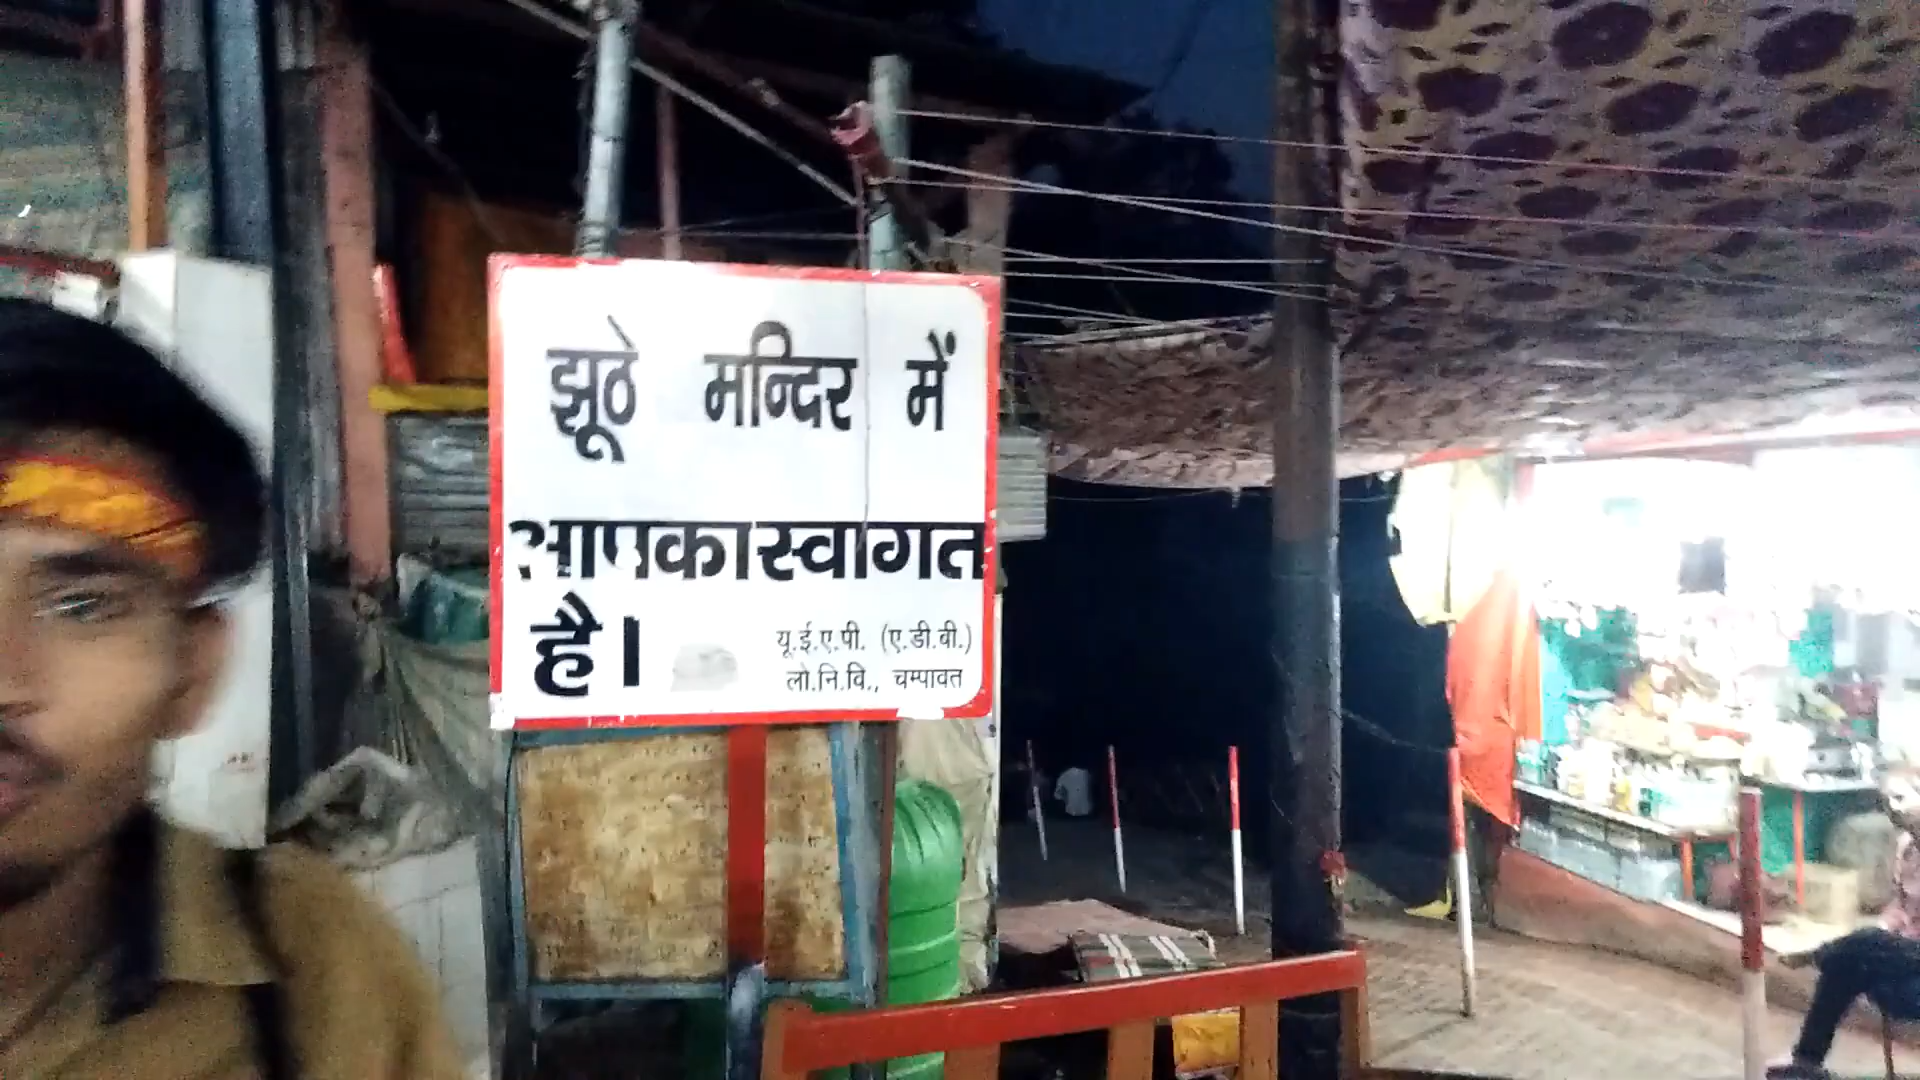 झूठे मन्दिर में
आपका स्वागत
है।
यू.ई.ए.पी. (ए.डी.बी.)
लो.नि.वि., चम्पावत